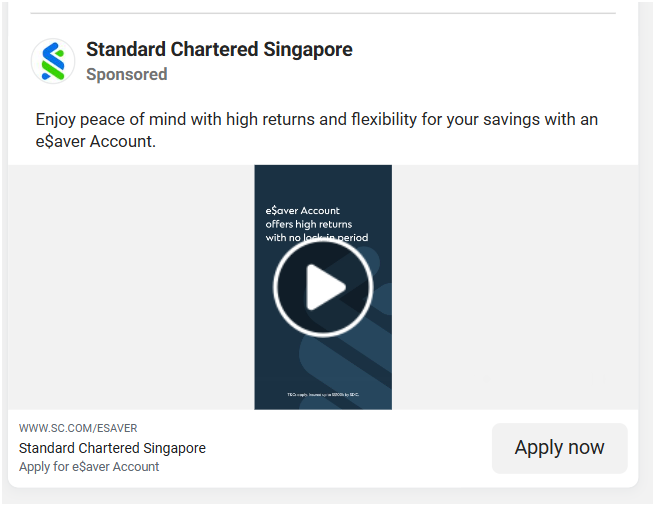 Standard Chartered Singapore
Sponsored
Enjoy peace of mind with high returns and flexibility for your savings with an
e$aver Account.
e$aver Account
offers high returns
with no lock-in period
T&Cs apply. Insured up to S$100k by SDIC.
WWW.SC.COM/ESAVER
Standard Chartered Singapore
Apply for e$aver Account
Apply now